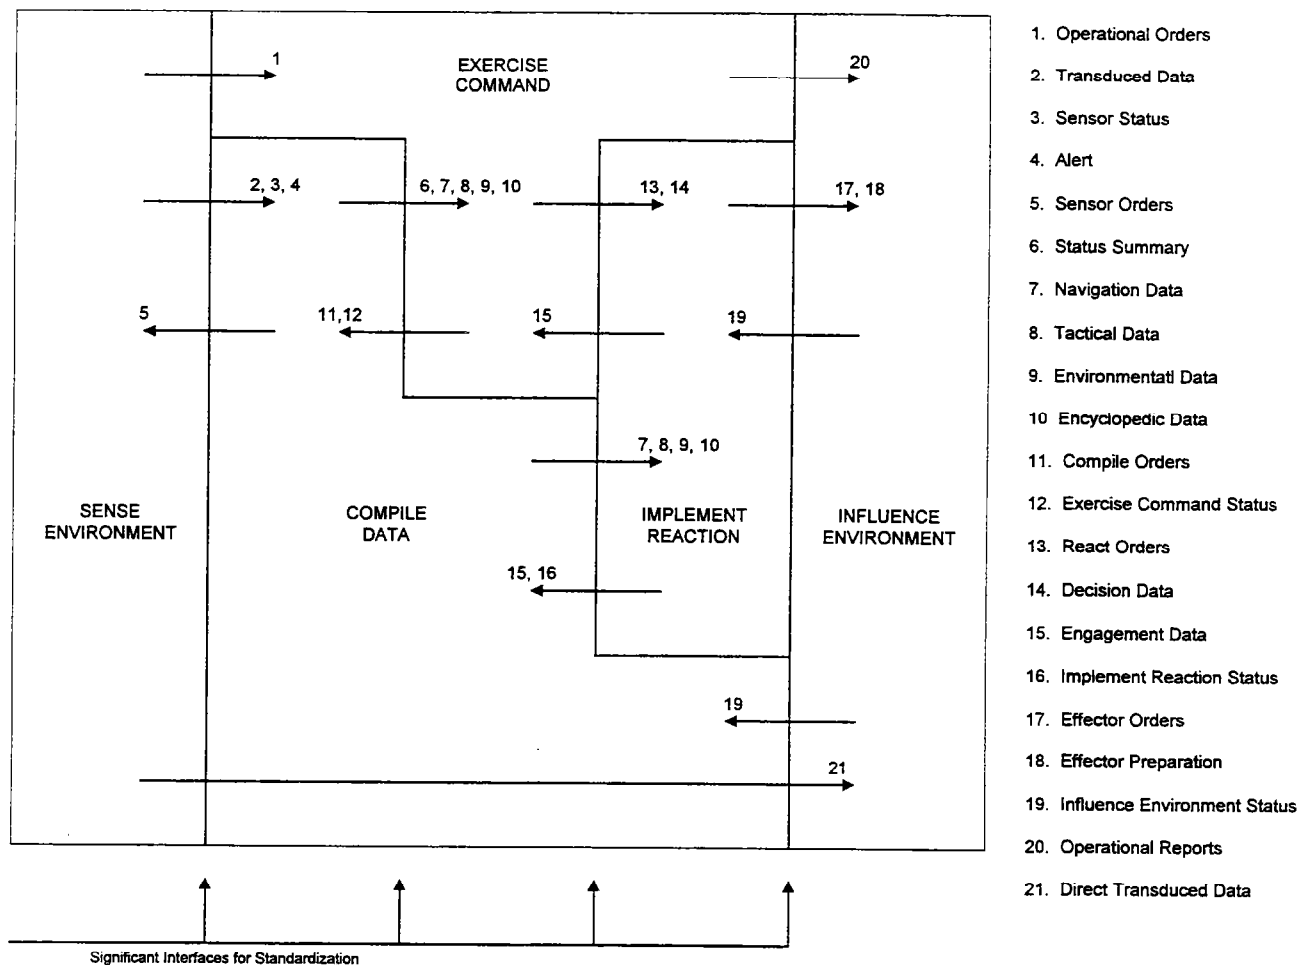 1
EXERCISE
COMMAND
20
2, 3, 4
6, 7, 8, 9, 10
13, 14
17, 18
5
11,12
15
19
7, 8, 9, 10
SENSE
ENVIRONMENT
COMPILE
DATA
IMPLEMENT
REACTION
INFLUENCE
ENVIRONMENT
15, 16
19
21
Significant Interfaces for Standardization
1. Operational Orders
2. Transduced Data
3. Sensor Status
4. Alert
5. Sensor Orders
6. Status Summary
7. Navigation Data
8. Tactical Data
9. Environmentatl Data
10 Encyclopedic Data
11. Compile Orders
12. Exercise Command Status
13. React Orders
14. Decision Data
15. Engagement Data
16. Implement Reaction Status
17. Effector Orders
18. Effector Preparation
19. Influence Environment Status
20. Operational Reports
21. Direct Transduced Data